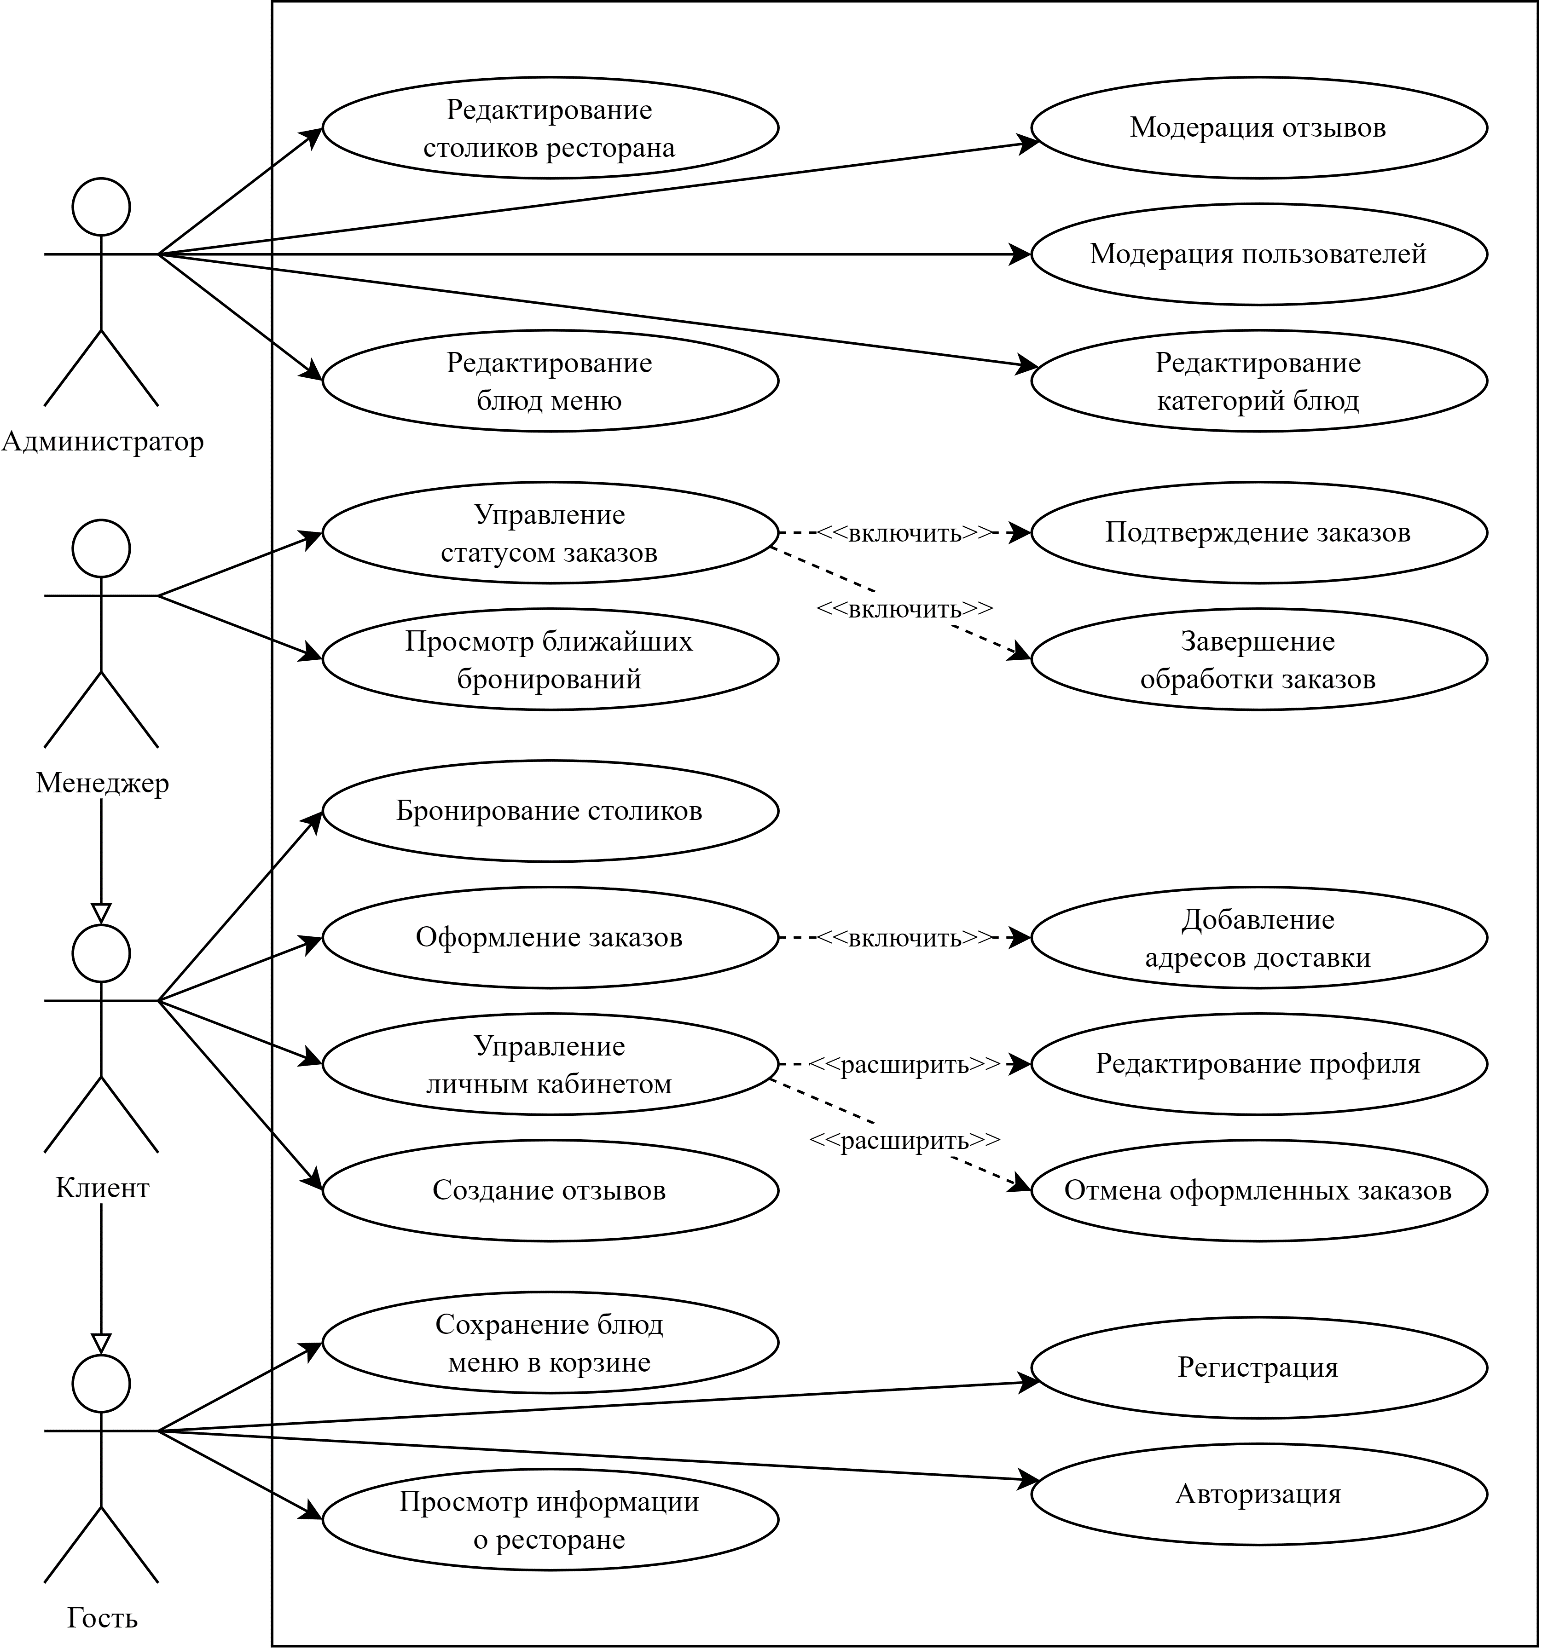 Редактирование
столиков ресторана
Модерация отзывов
Модерация пользователей
Редактирование
блюд меню
Редактирование
категорий блюд
Администратор
Управление
статусом заказов
<<включить>>
Подтверждение заказов
<<включить>>
Просмотр ближайших
бронирований
Завершение
обработки заказов
Менеджер
Бронирование столиков
Оформление заказов
<<включить>>
Добавление
адресов доставки
Управление
личным кабинетом
<<расширить>>
Редактирование профиля
<<расширить>>
Создание отзывов
Отмена оформленных заказов
Клиент
Сохранение блюд
меню в корзине
Регистрация
Просмотр информации
о ресторане
Авторизация
Гость